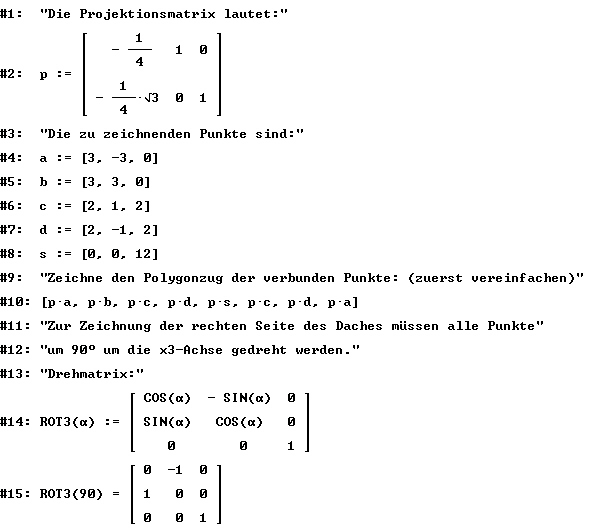 #1: "Die Projektionsmatrix lautet:"
#2: p := [ - 1/4 1 0 ]
[ - 1/4·√3 0 1 ]
#3: "Die zu zeichnenden Punkte sind:"
#4: a := [3, -3, 0]
#5: b := [3, 3, 0]
#6: c := [2, 1, 2]
#7: d := [2, -1, 2]
#8: s := [0, 0, 12]
#9: "Zeichne den Polygonzug der verbunden Punkte: (zuerst vereinfachen)"
#10: [p·a, p·b, p·c, p·d, p·s, p·c, p·d, p·a]
#11: "Zur Zeichnung der rechten Seite des Daches müssen alle Punkte"
#12: "um 90° um die x3-Achse gedreht werden."
#13: "Drehmatrix:"
#14: ROT3(α) := [ COS(α) - SIN(α) 0 ]
[ SIN(α) COS(α) 0 ]
[ 0 0 1 ]
#15: ROT3(90) = [ 0 -1 0 ]
[ 1 0 0 ]
[ 0 0 1 ]